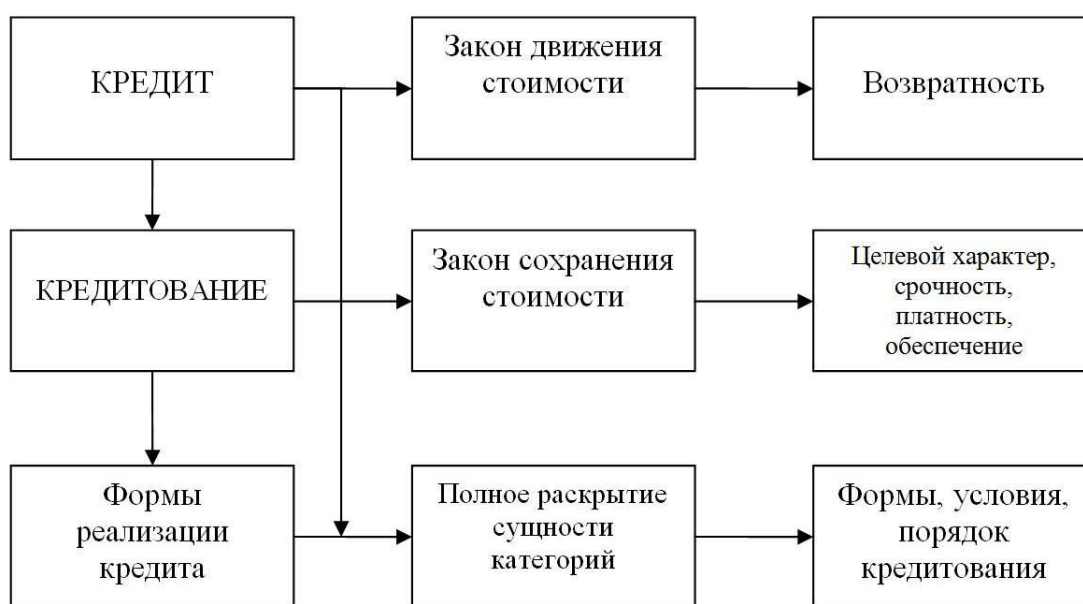 КРЕДИТ
Закон движения
стоимости
Возвратность
КРЕДИТОВАНИЕ
Закон сохранения
стоимости
Целевой характер,
срочность,
платность,
обеспечение
Формы
реализации
кредита
Полное раскрытие
сущности
категорий
Формы, условия,
порядок
кредитования